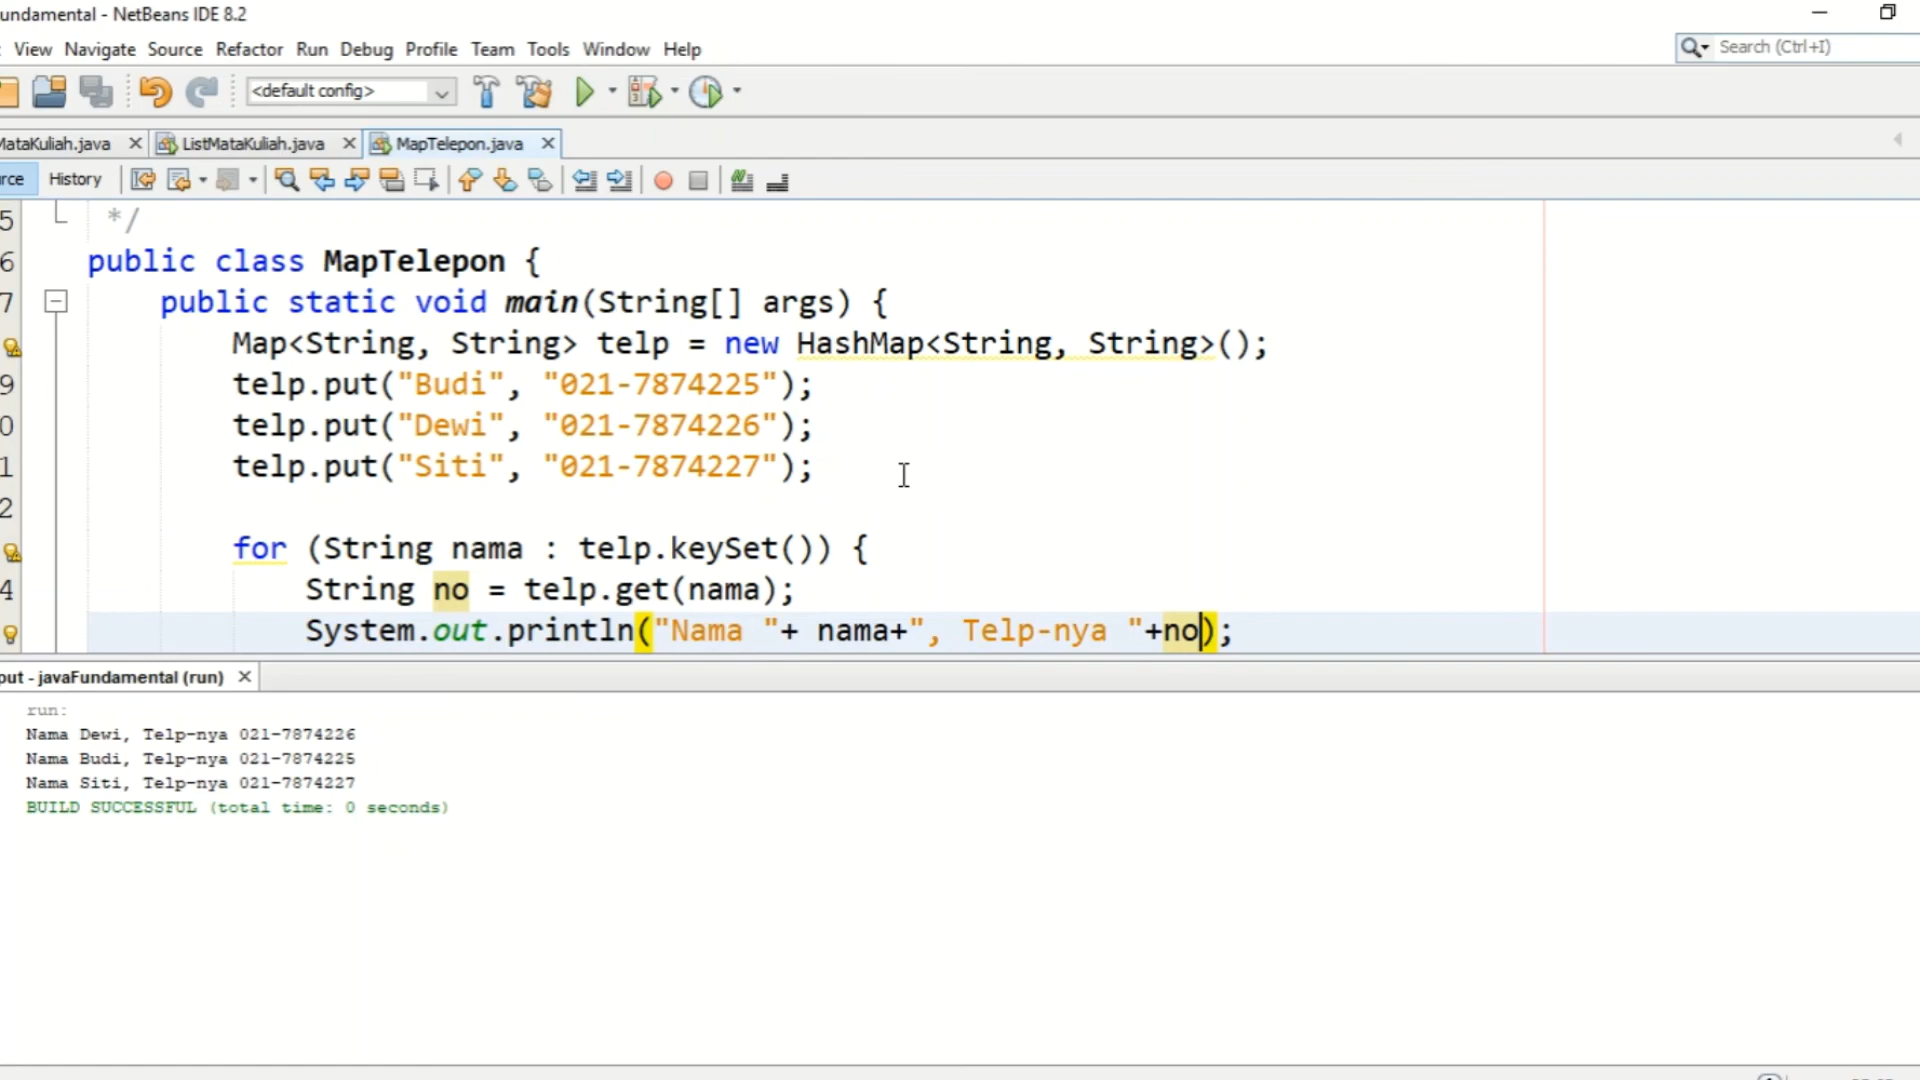 undamental - NetBeans IDE 8.2
View Navigate Source Refactor Run Debug Profile Team Tools Window Help
Search (Ctrl+I)
<default config>
MataKuliah.java ListMataKuliah.java MapTelepon.java
rce History
5 */
6 public class MapTelepon {
7 public static void main(String[] args) {
Map<String, String> telp = new HashMap<String, String>();
9 telp.put("Budi", "021-7874225");
0 telp.put("Dewi", "021-7874226");
1 telp.put("Siti", "021-7874227");
2
for (String nama : telp.keySet()) {
4 String no = telp.get(nama);
System.out.println("Nama "+ nama+", Telp-nya "+no);
put - javaFundamental (run)
run:
Nama Dewi, Telp-nya 021-7874226
Nama Budi, Telp-nya 021-7874225
Nama Siti, Telp-nya 021-7874227
BUILD SUCCESSFUL (total time: 0 seconds)